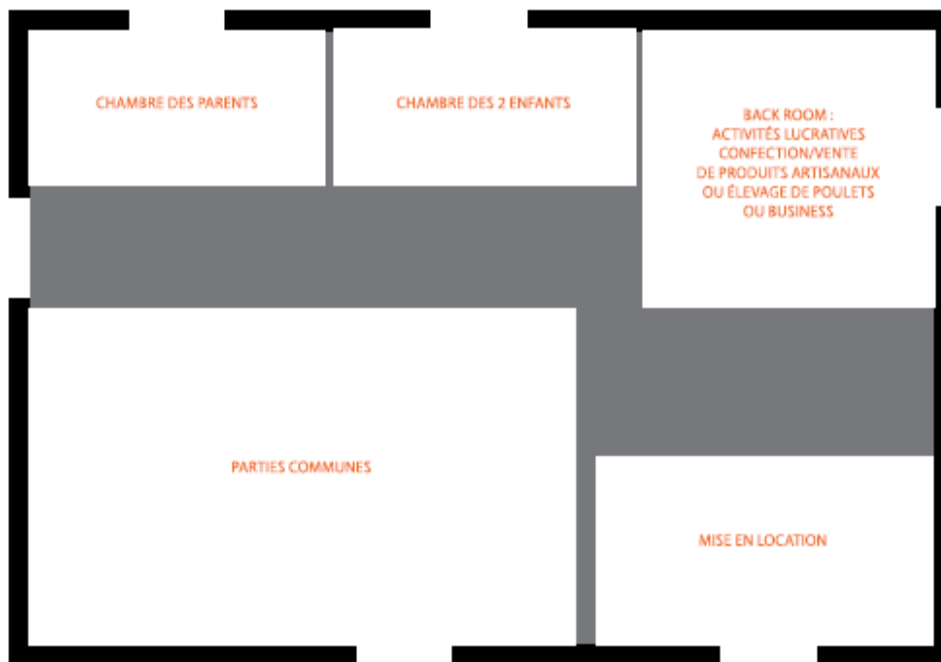 CHAMBRE DES PARENTS
CHAMBRE DES 2 ENFANTS
BACK ROOM :
ACTIVITÉS LUCRATIVES
CONFECTION/VENTE
DE PRODUITS ARTISANAUX
OU ÉLEVAGE DE POULETS
OU BUSINESS
PARTIES COMMUNES
MISE EN LOCATION